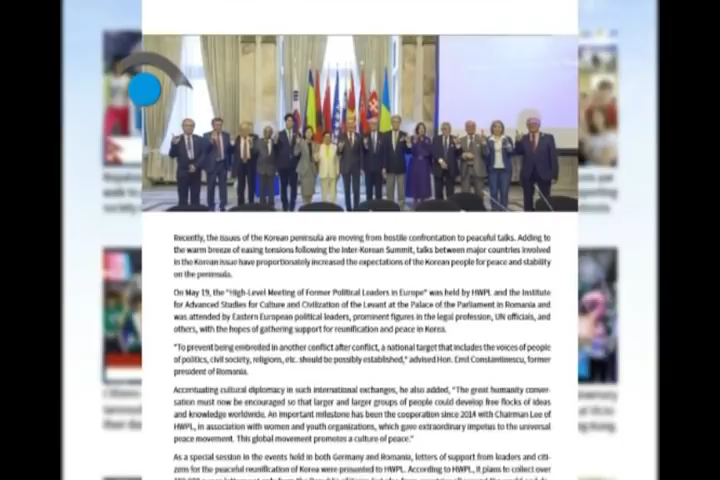 Recently, the issues of the Korean peninsula are moving from hostile confrontation to peaceful talks. Adding to
the warm breeze of easing tensions following the Inter-Korean Summit, talks between major countries involved
in the Korean issue have proportionately increased the expectations of the Korean people for peace and stability
on the peninsula.
On May 19, the "High-Level Meeting of Former Political Leaders in Europe" was held by HWPL and the Institute
for Advanced Studies for Culture and Civilization of the Levant at the Palace of the Parliament in Romania and
was attended by Eastern European political leaders, prominent figures in the legal profession, UN officials, and
others, with the hopes of gathering support for reunification and peace in Korea.
"To prevent being embroiled in another conflict after conflict, a national target that includes the voices of people
of politics, civil society, religions, etc. should be possibly established," advised Hon. Emil Constantinescu, former
president of Romania.
Accentuating cultural diplomacy in such international exchanges, he also added, "The great humanity conver-
sation must now be encouraged so that larger and larger groups of people could develop free flocks of ideas
and knowledge worldwide. An important milestone has been the cooperation since 2014 with Chairman Lee of
HWPL, in association with women and youth organizations, which gave extraordinary impetus to the universal
peace movement. This global movement promotes a culture of peace."
As a special session in the events held in both Germany and Romania, letters of support from leaders and citi-
zens for the peaceful reunification of Korea were presented to HWPL. According to HWPL, it plans to collect over